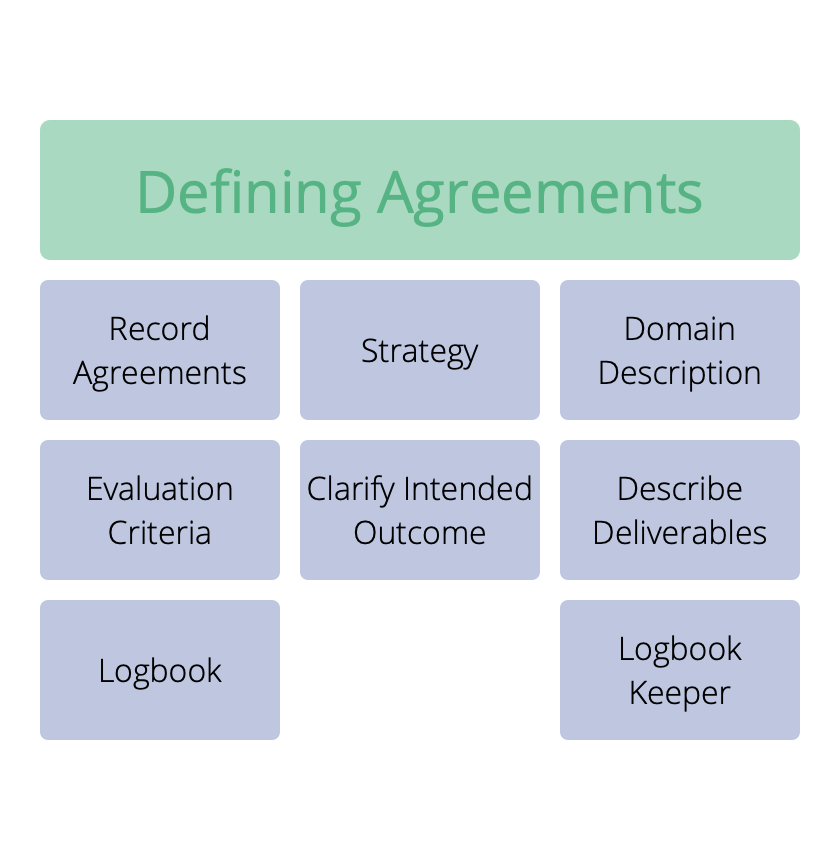 Defining Agreements
Record
Agreements
Strategy
Domain
Description
Evaluation
Criteria
Clarify Intended
Outcome
Describe
Deliverables
Logbook
Logbook
Keeper